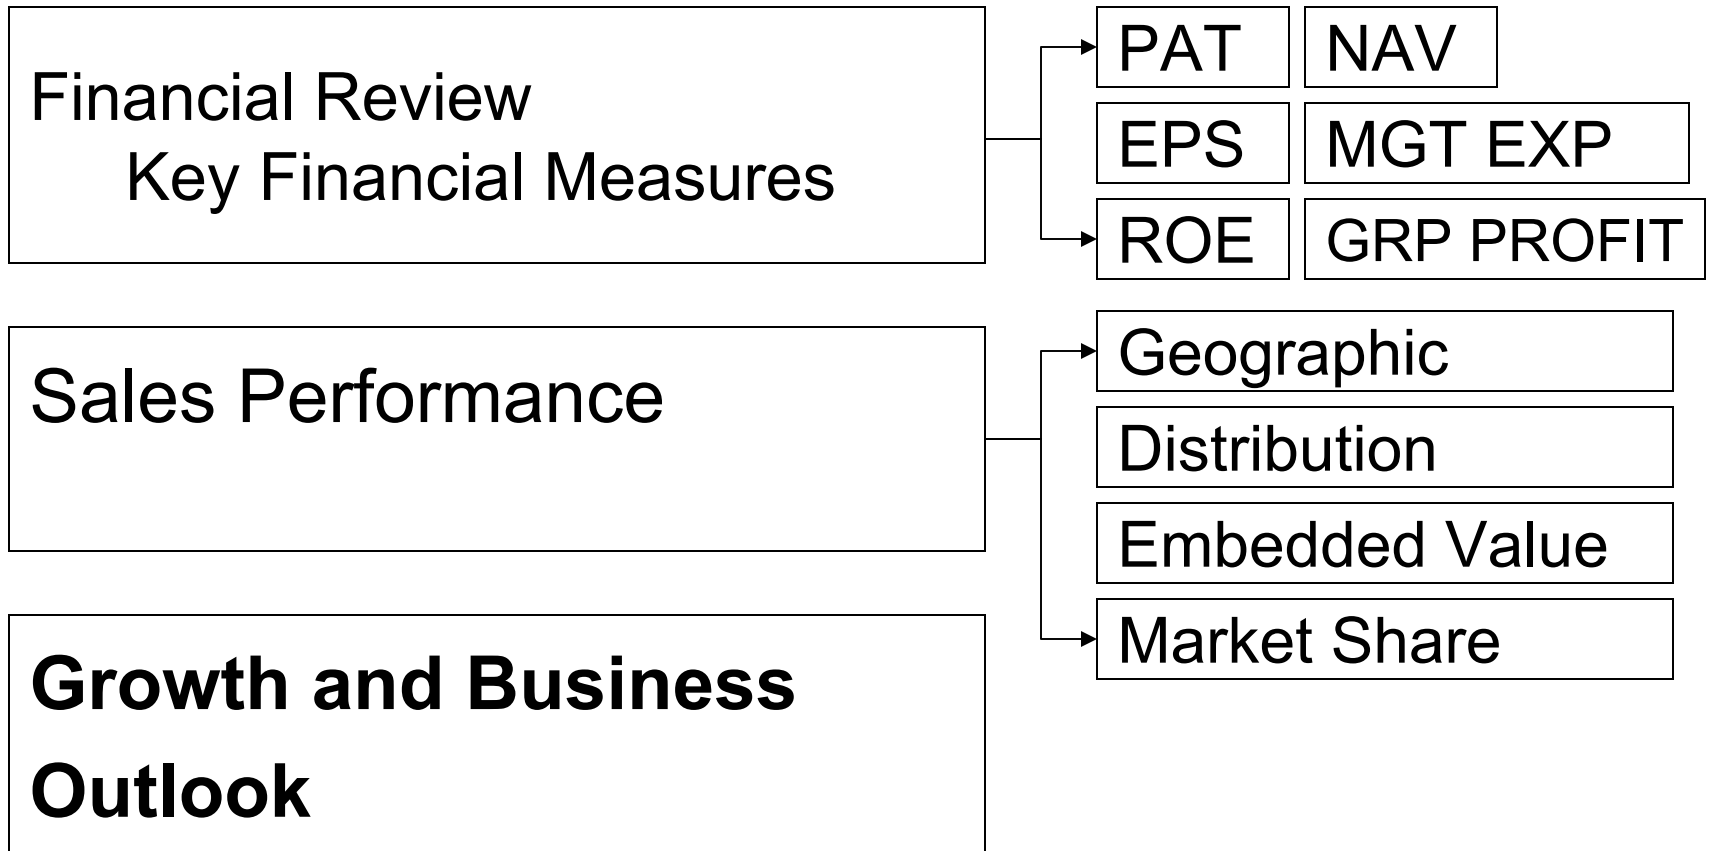 Financial Review
Key Financial Measures
PAT
NAV
EPS
MGT EXP
ROE
GRP PROFIT
Sales Performance
Geographic
Distribution
Embedded Value
Market Share
Growth and Business
Outlook